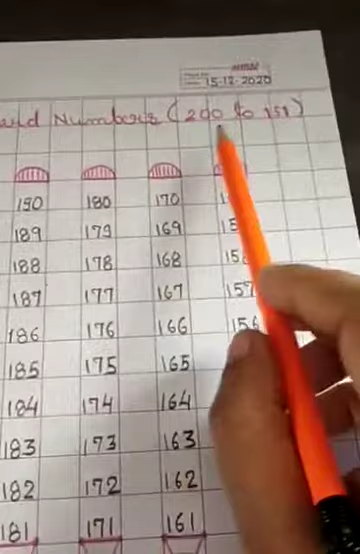 15-12-2020
Numbers (200 to 151)
190 180 170
189 179 169
188 178 168
187 177 167 157
186 176 166 156
185 175 165
184 174 164
183 173 163
182 172 162
181 171 161